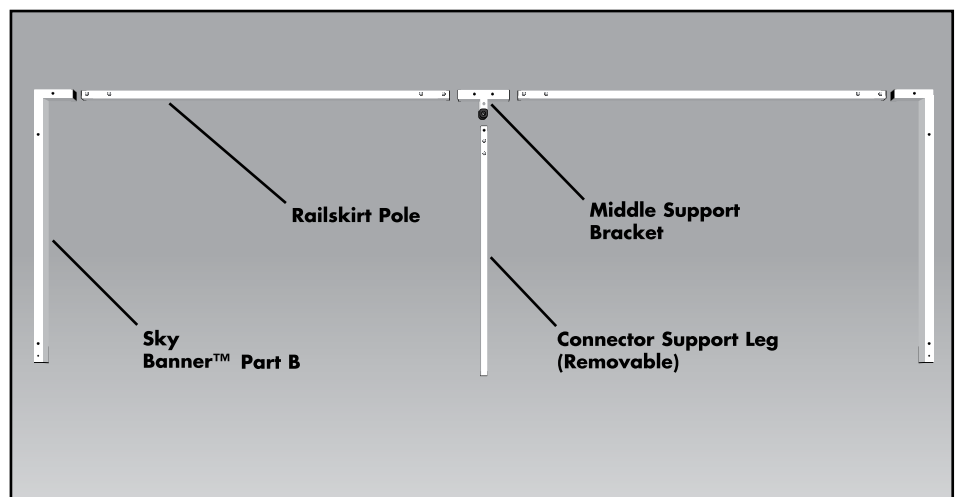 Railskirt Pole
Middle Support
Bracket
Sky
Banner™ Part B
Connector Support Leg
(Removable)